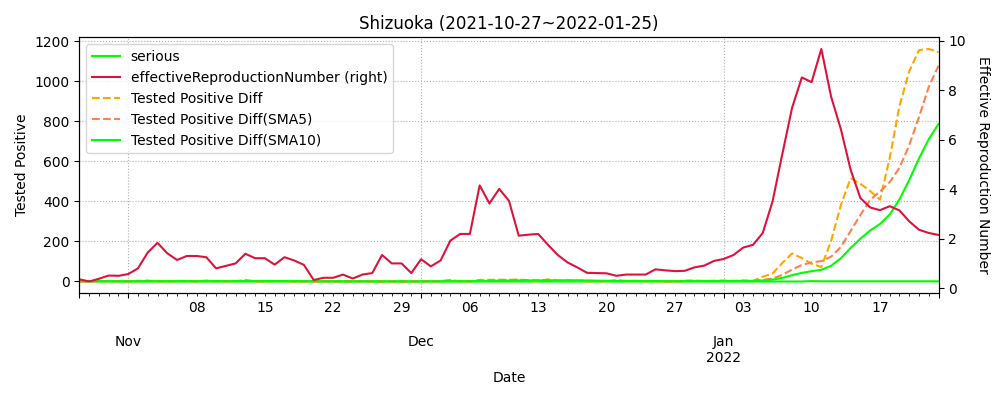 Shizuoka (2021-10-27~2022-01-25)
serious
effectiveReproductionNumber (right)
Tested Positive Diff
Tested Positive Diff(SMA5)
Tested Positive Diff(SMA10)
Tested Positive
1200
1000
800
600
400
200
0
Effective Reproduction Number
10
8
6
4
2
0
08 15 22 29 06 13 20 27 03 10 17
Nov Dec Jan
2022
Date